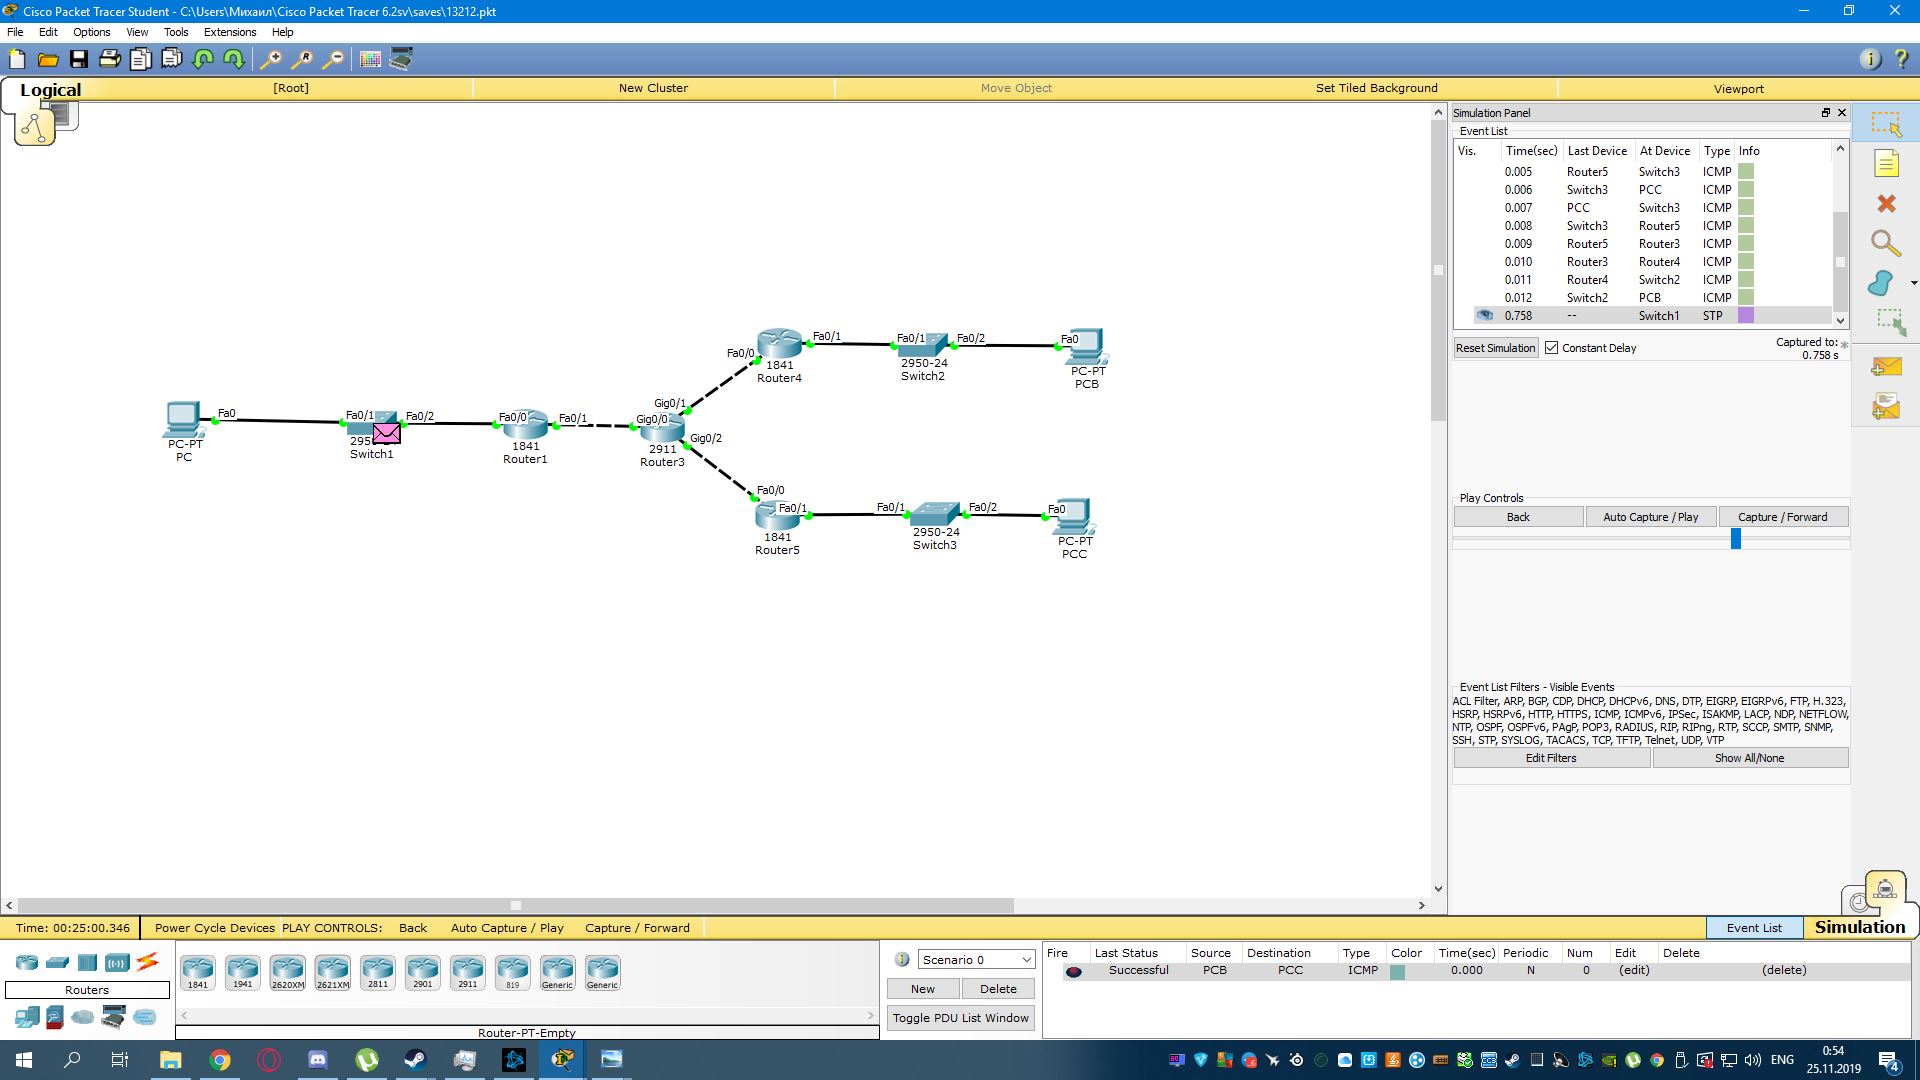 Cisco Packet Tracer Student - C:\Users\Михаил\Cisco Packet Tracer 6.2sv\saves\13212.pkt
File Edit Options View Tools Extensions Help
Logical [Root] New Cluster Move Object Set Tiled Background Viewport
Simulation Panel
Event List
Vis. Time(sec) Last Device At Device Type Info
0.005 Router5 Switch3 ICMP
0.006 Switch3 PCC ICMP
0.007 PCC Switch3 ICMP
0.008 Switch3 Router5 ICMP
0.009 Router5 Router3 ICMP
0.010 Router3 Router4 ICMP
0.011 Router4 Switch2 ICMP
0.012 Switch2 PCB ICMP
0.758 -- Switch1 STP
Reset Simulation Constant Delay Captured to: *
0.758 s
Play Controls
Back Auto Capture / Play Capture / Forward
Event List Filters - Visible Events
ACL Filter, ARP, BGP, CDP, DHCP, DHCPv6, DNS, DTP, EIGRP, EIGRPv6, FTP, H.323,
HSRP, HSRPv6, HTTP, HTTPS, ICMP, ICMPv6, IPSec, ISAKMP, LACP, NDP, NETFLOW,
NTP, OSPF, OSPFv6, PAgP, POP3, RADIUS, RIP, RIPng, RTP, SCCP, SMTP, SNMP,
SSH, STP, SYSLOG, TACACS, TCP, TFTP, Telnet, UDP, VTP
Edit Filters Show All/None
Fa0/0 Fa0/1 Fa0/1 Fa0/2 Fa0
1841
Router4
2950-24
Switch2
PC-PT
PCB
Fa0 Fa0/1 Fa0/2 Fa0/0 Fa0/1 Gig0/0 Gig0/1 Gig0/2
PC-PT
PC
Switch1
1841
Router1
2911
Router3
Fa0/0 Fa0/1 Fa0/1 Fa0/2 Fa0
1841
Router5
2950-24
Switch3
PC-PT
PCC
Time: 00:25:00.346 Power Cycle Devices PLAY CONTROLS: Back Auto Capture / Play Capture / Forward Event List Simulation
Routers
1841 1941 2620XM 2621XM 2811 2901 2911 819 Generic Generic
Router-PT-Empty
Scenario 0
New Delete
Toggle PDU List Window
Fire Last Status Source Destination Type Color Time(sec) Periodic Num Edit Delete
Successful PCB PCC ICMP 0.000 N 0 (edit) (delete)
ENG
0:54
25.11.2019
4